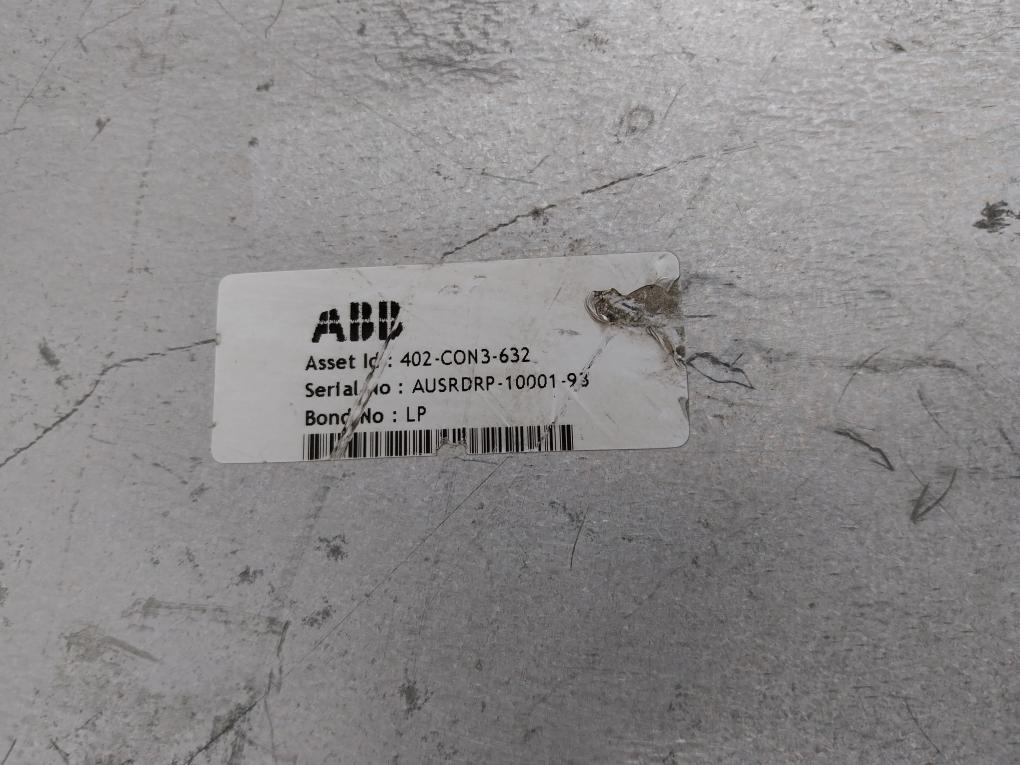 ABB
Asset Id : 402-CON3-632
Serial No : AUSRDRP-10001-93
Bond No : LP